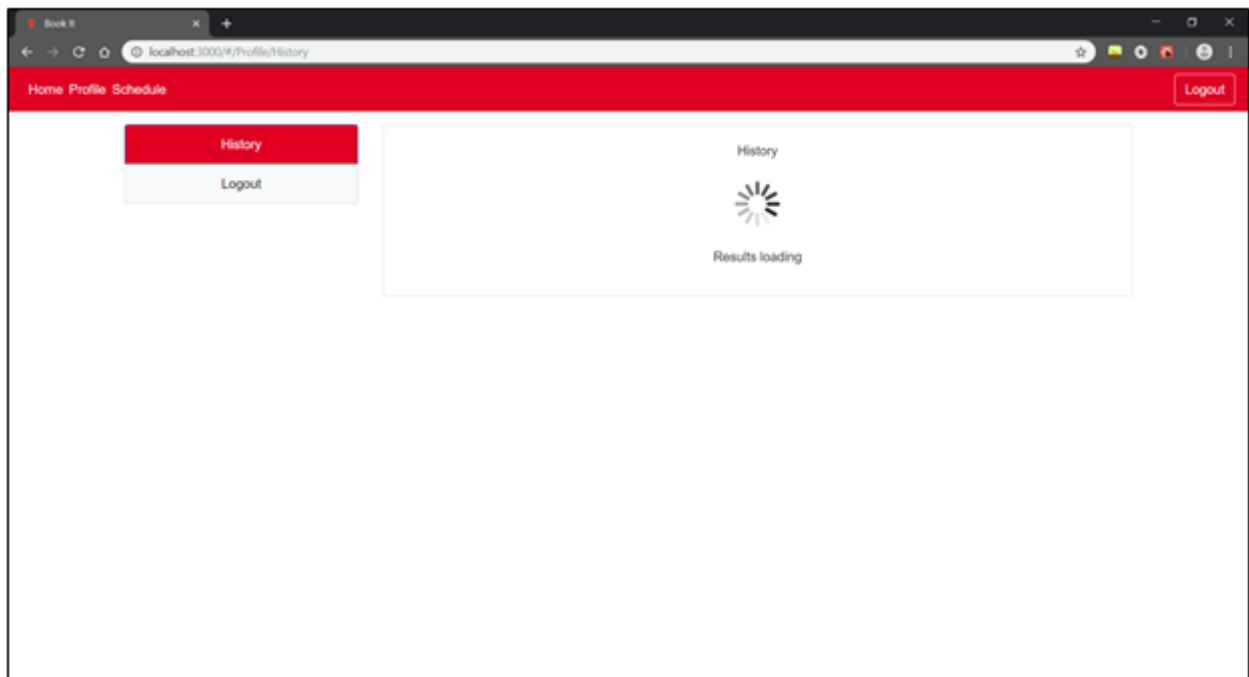 Book It
localhost:3000/#/Profile/History
Home Profile Schedule
Logout
History
Logout
History
Results loading